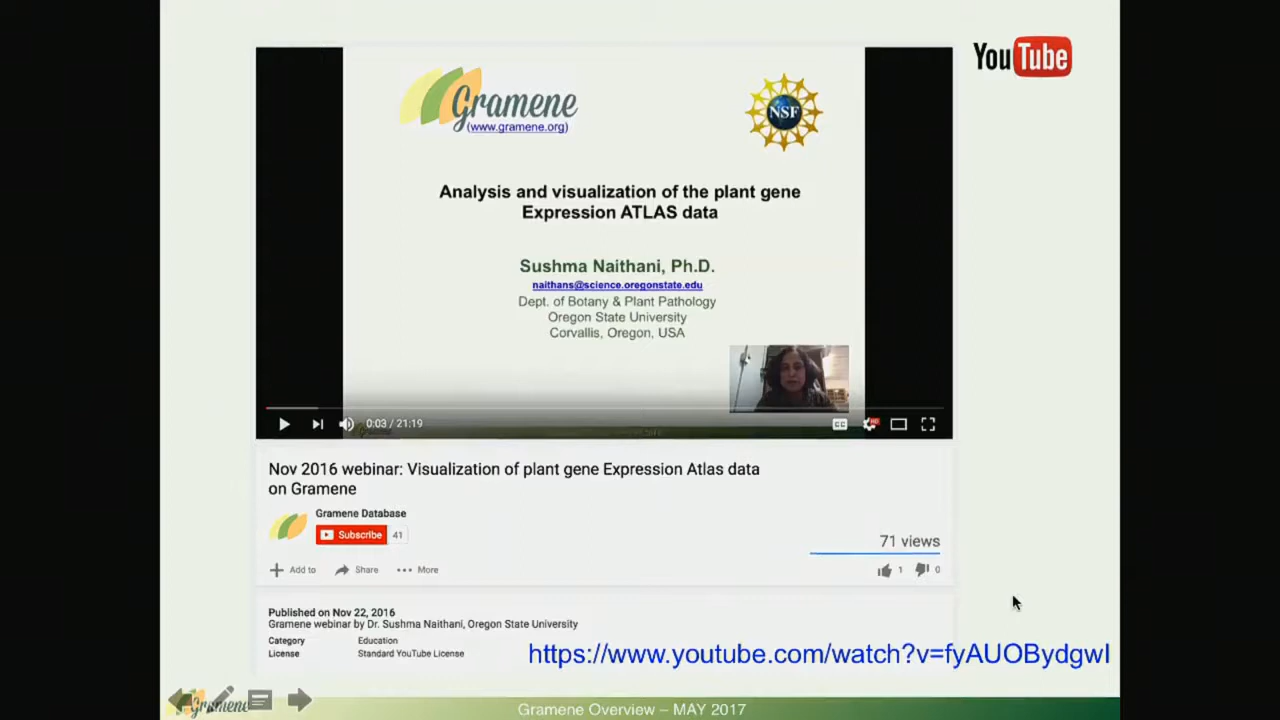 YouTube
Gramene
(www.gramene.org)
NSF
Analysis and visualization of the plant gene
Expression ATLAS data
Sushma Naithani, Ph.D.
naithans@science.oregonstate.edu
Dept. of Botany & Plant Pathology
Oregon State University
Corvallis, Oregon, USA
0:03 / 21:19
CC
HD
Nov 2016 webinar: Visualization of plant gene Expression Atlas data
on Gramene
Gramene Database
Subscribe 41
71 views
Add to Share More
1 0
Published on Nov 22, 2016
Gramene webinar by Dr. Sushma Naithani, Oregon State University
Category Education
License Standard YouTube License
https://www.youtube.com/watch?v=fyAUOBydgwI
Gramene
Gramene Overview – MAY 2017